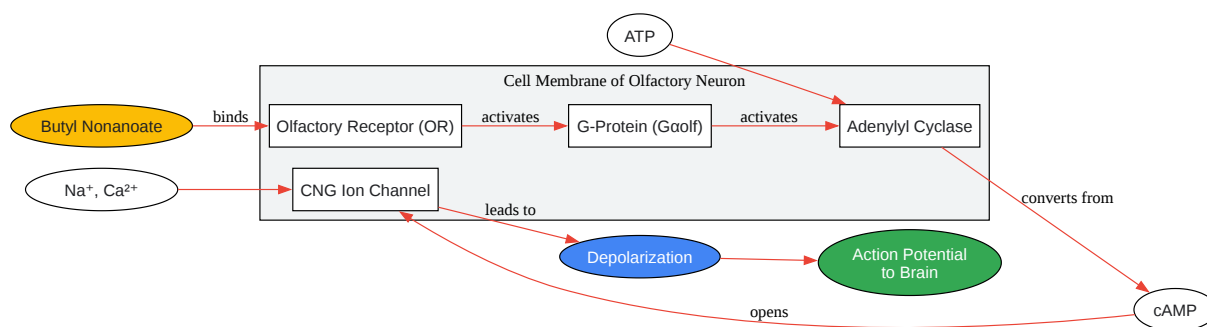 ATP
Cell Membrane of Olfactory Neuron
Butyl Nonanoate
binds
Olfactory Receptor (OR)
activates
G-Protein (Gαolf)
activates
Adenylyl Cyclase
Na⁺, Ca²⁺
CNG Ion Channel
converts from
leads to
Depolarization
Action Potential
to Brain
cAMP
opens